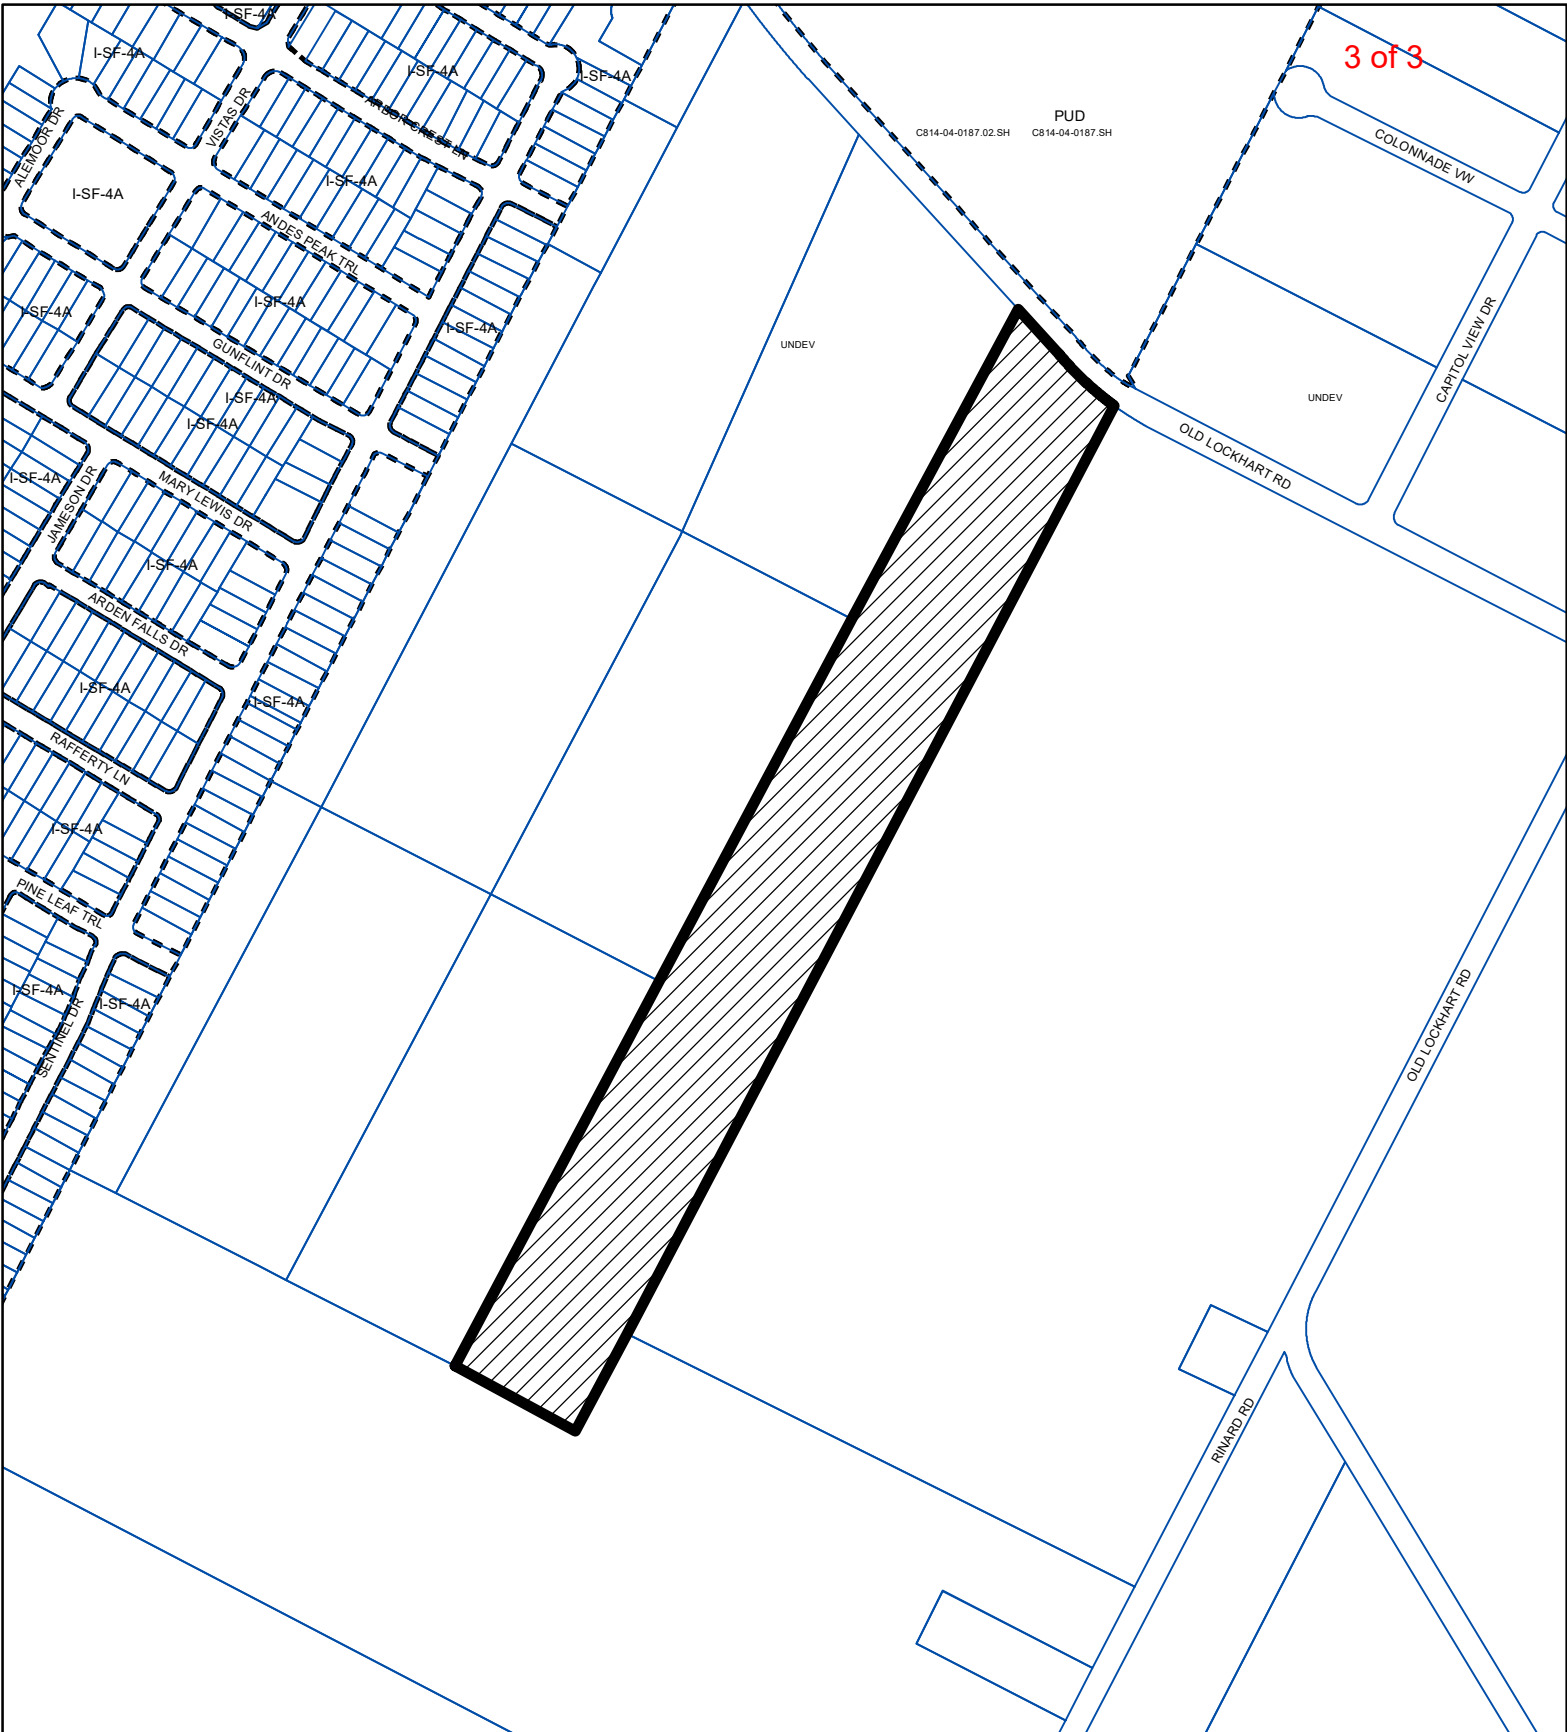 I-SF-4A
3 of 3
I-SF-4A
I-SF-4A
I-SF-4A
ARBOR CREST LN
VISTAS DR
PUD
C814-04-0187.02.SH
C814-04-0187.SH
ALEMOOR DR
COLONNADE VW
I-SF-4A
I-SF-4A
ANDES PEAK TRL
I-SF-4A
I-SF-4A
I-SF-4A
GUNFLINT DR
UNDEV
CAPITOL VIEW DR
I-SF-4A
UNDEV
I-SF-4A
OLD LOCKHART RD
I-SF-4A
JAMESON DR
MARY LEWIS DR
I-SF-4A
ARDEN FALLS DR
I-SF-4A
I-SF-4A
RAFFERTY LN
I-SF-4A
PINE LEAF TRL
I-SF-4A
I-SF-4A
SENTINEL DR
OLD LOCKHART RD
RINARD RD